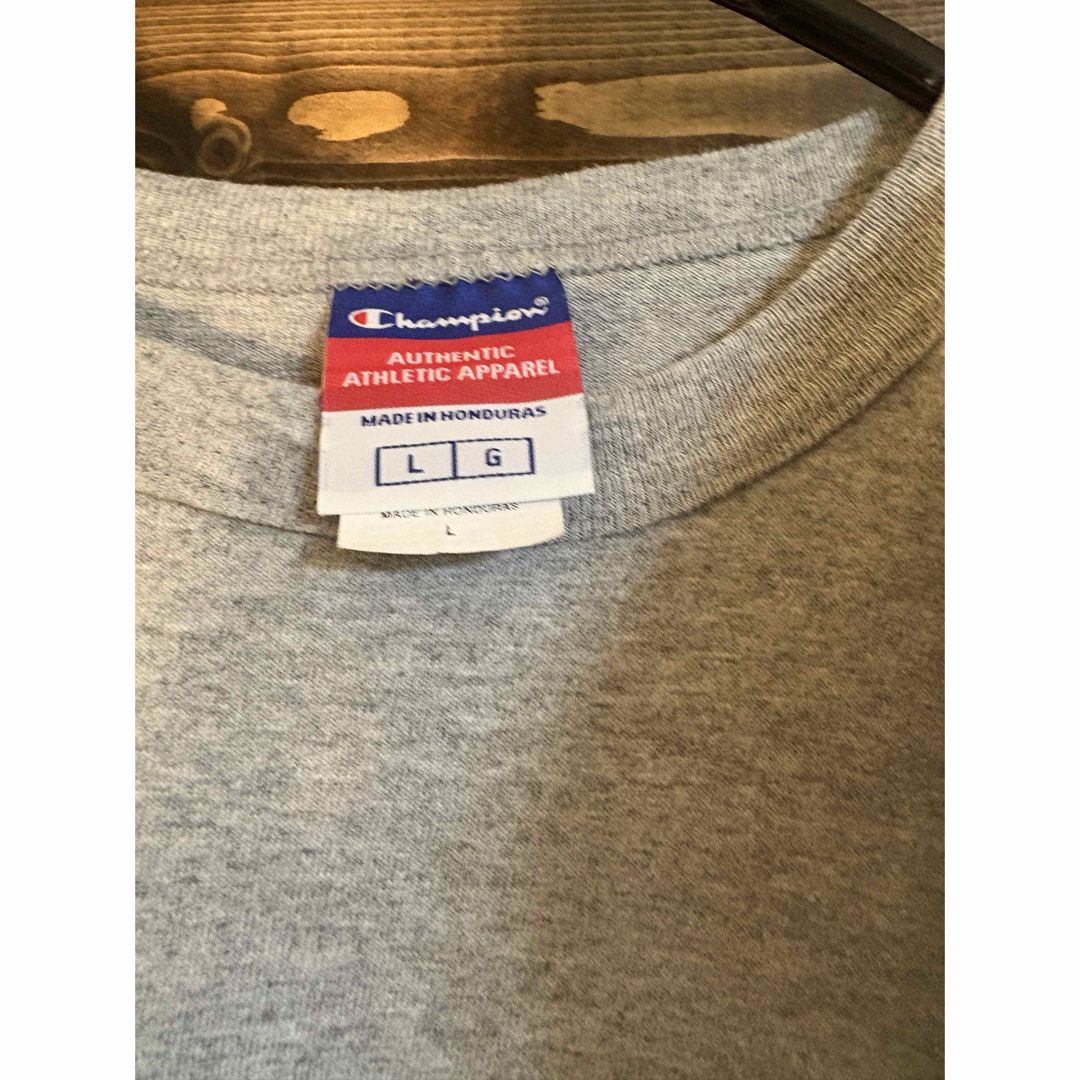 Champion®
AUTHENTIC
ATHLETIC APPAREL
MADE IN HONDURAS
L G
MADE IN HONDURAS
L